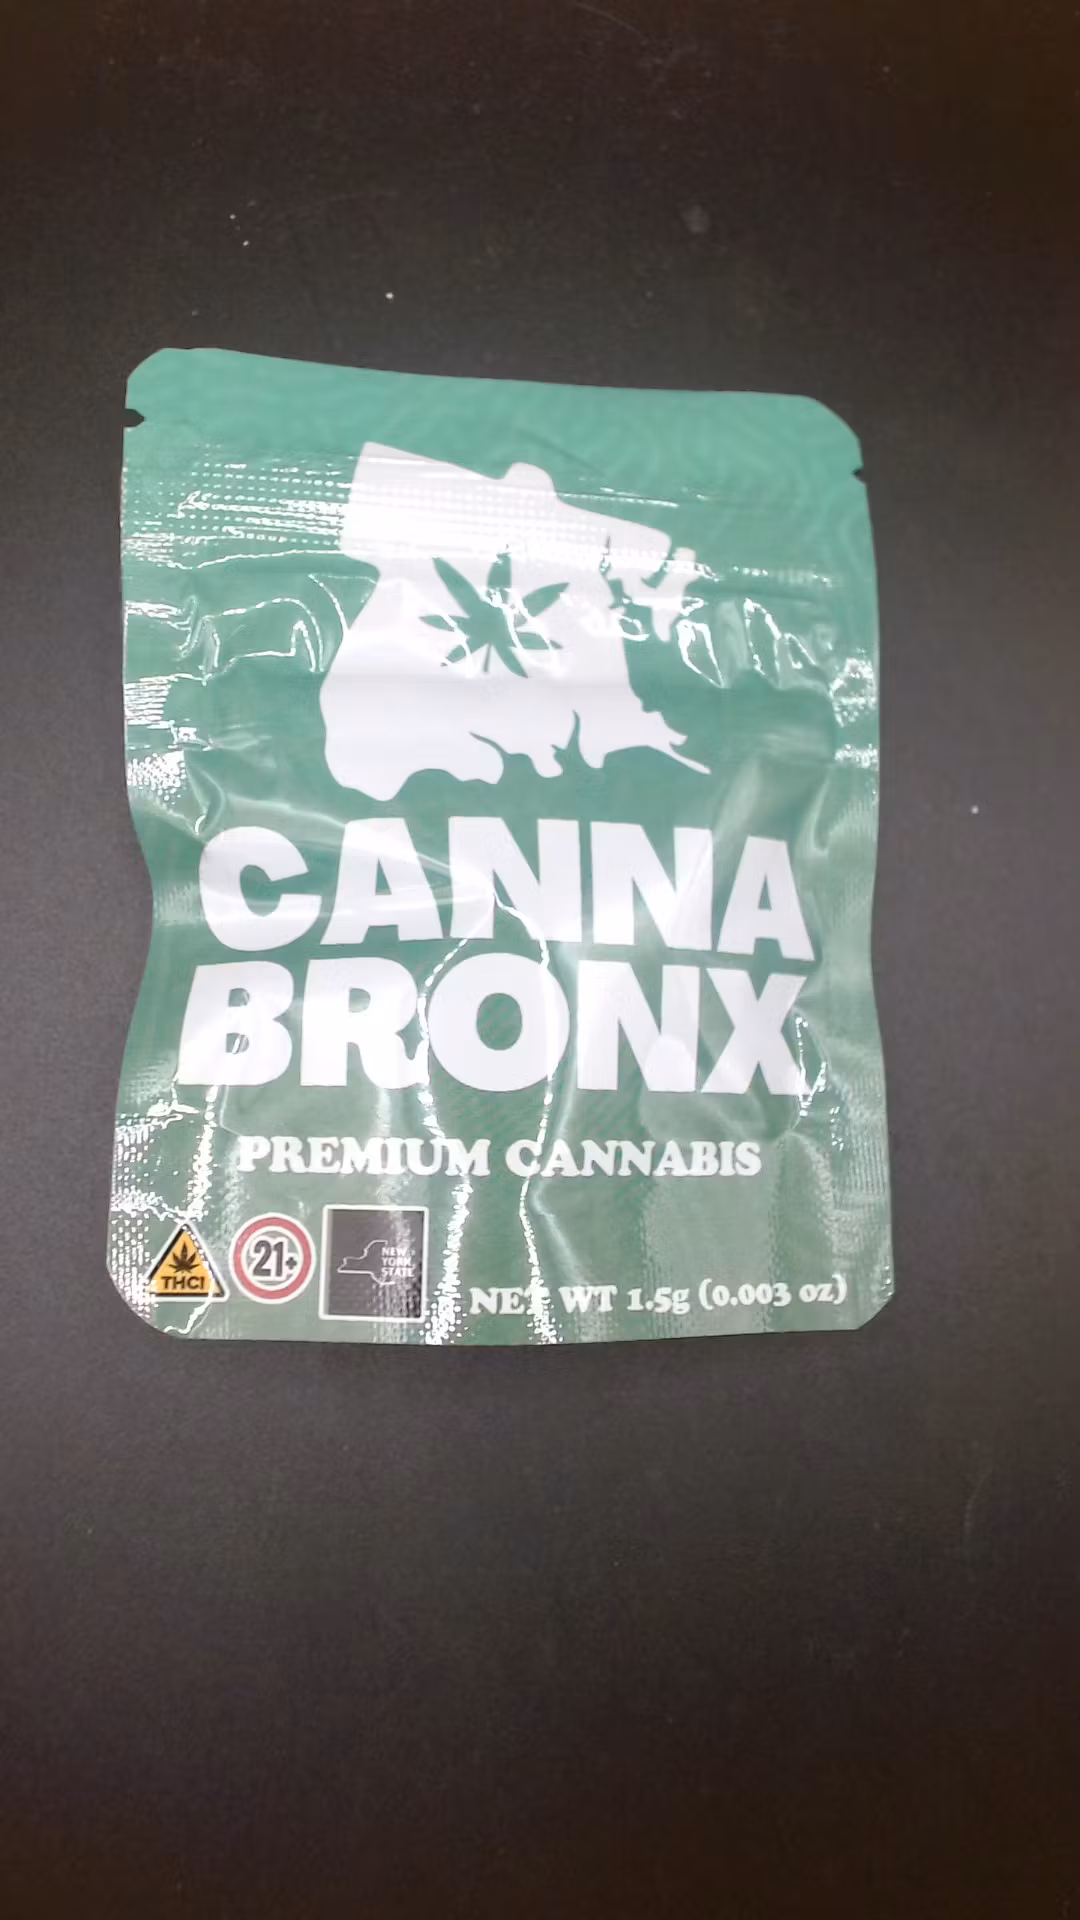 CANNA
BRONX
PREMIUM CANNABIS
THC!
21+
NEW
YORK
STATE
NET WT 1.5g (0.003 oz)